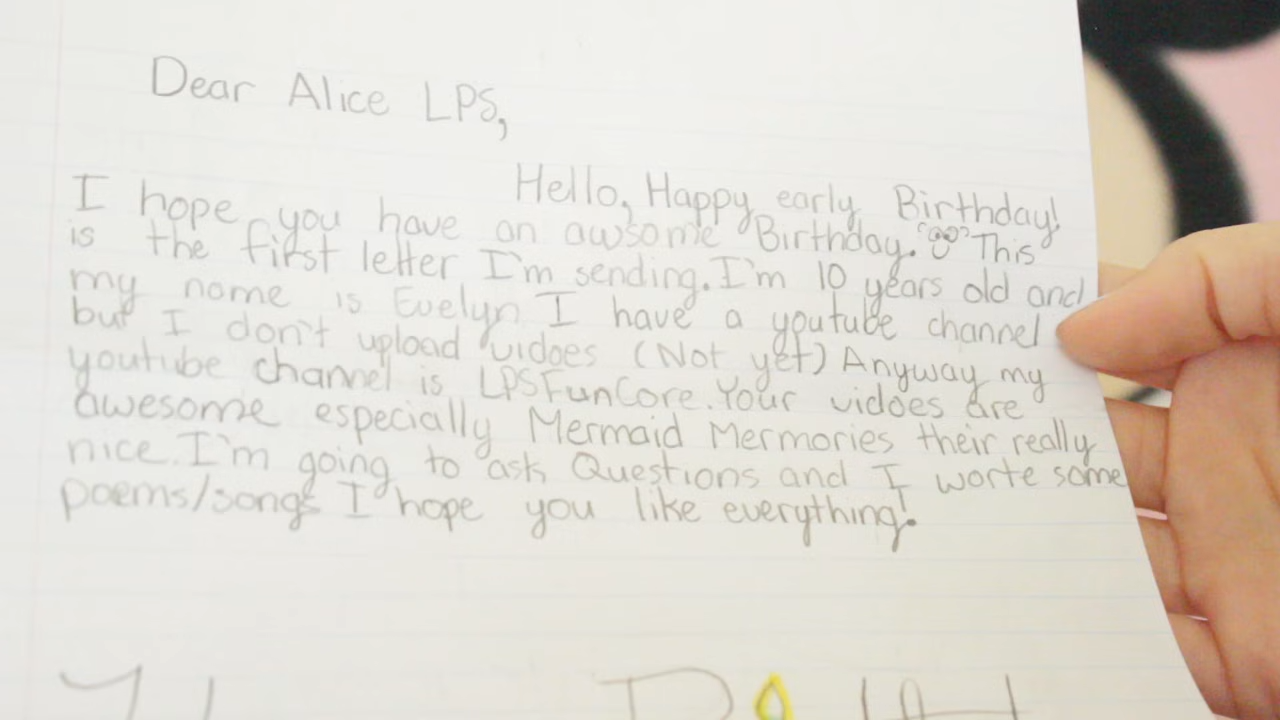 Dear Alice LPS,
Hello, Happy early Birthday!
I hope you have an awsome Birthday. This
is the first letter I'm sending. I'm 10 years old and
my name is Evelyn I have a youtube channel
but I don't upload vidoes (Not yet) Anyway my
youtube channel is LPSFunCore. Your vidoes are
awesome especially Mermaid Mermories their really
nice. I'm going to ask Questions and I worte some
poems/songs I hope you like everything!